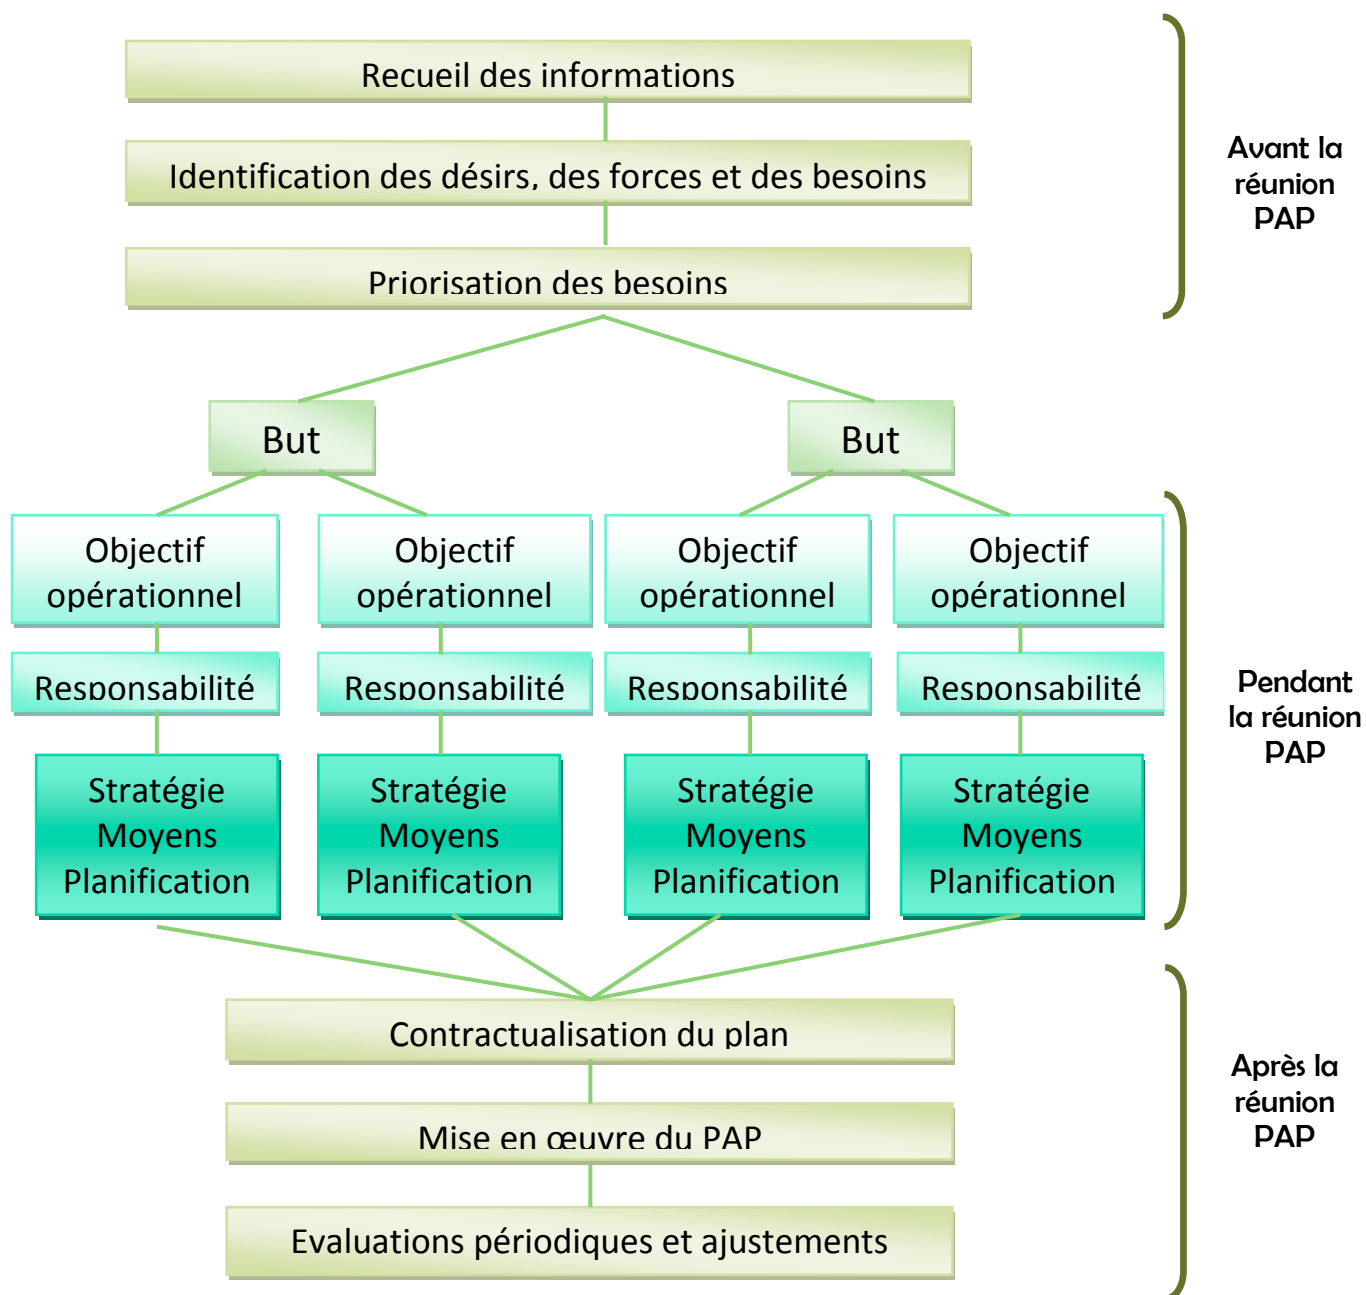 Recueil des informations
Avant la
réunion
PAP
Identification des désirs, des forces et des besoins
Priorisation des besoins
But
But
Objectif
opérationnel
Objectif
opérationnel
Objectif
opérationnel
Objectif
opérationnel
Responsabilité
Responsabilité
Responsabilité
Responsabilité
Pendant
la réunion
PAP
Stratégie
Moyens
Planification
Stratégie
Moyens
Planification
Stratégie
Moyens
Planification
Stratégie
Moyens
Planification
Contractualisation du plan
Mise en œuvre du PAP
Evaluations périodiques et ajustements
Après la
réunion
PAP